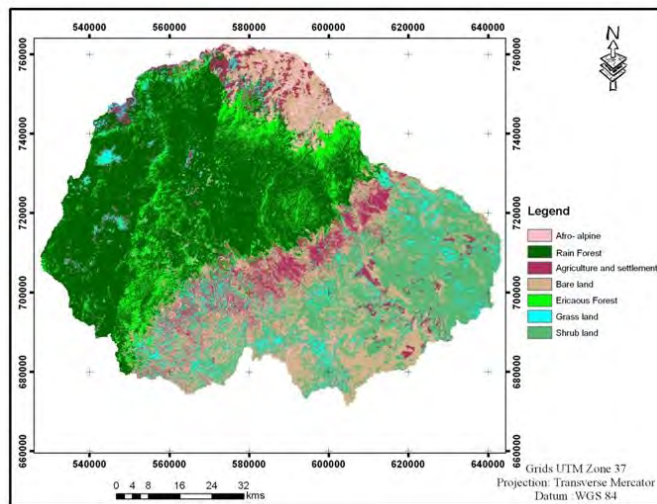 540000 560000 580000 600000 620000 640000
N
760000 760000
740000 740000
720000 720000
700000 700000
680000 680000
660000 660000
540000 560000 580000 600000 620000 640000
Legend
Afro- alpine
Rain Forest
Agriculture and settlement
Bare land
Ericaous Forest
Grass land
Shrub land
0 4 8 16 24 32
kms
Grids UTM Zone 37
Projection: Transverse Mercator
Datum :WGS 84